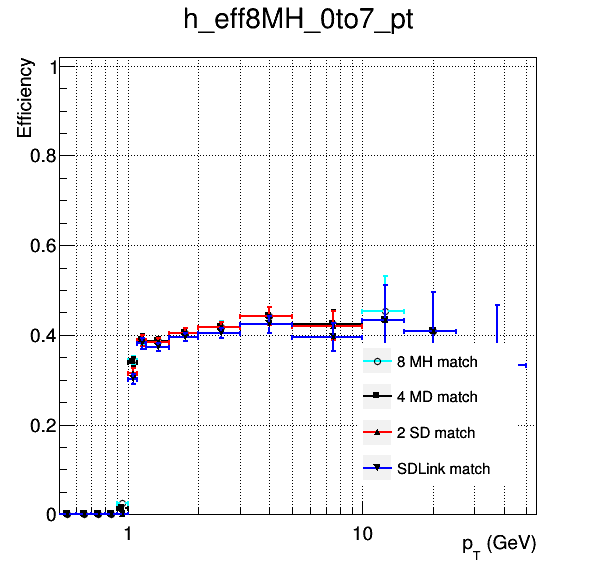 h_eff8MH_0to7_pt
Efficiency
1
0.8
0.6
0.4
0.2
0
8 MH match
4 MD match
2 SD match
SDLink match
1
10
pT (GeV)